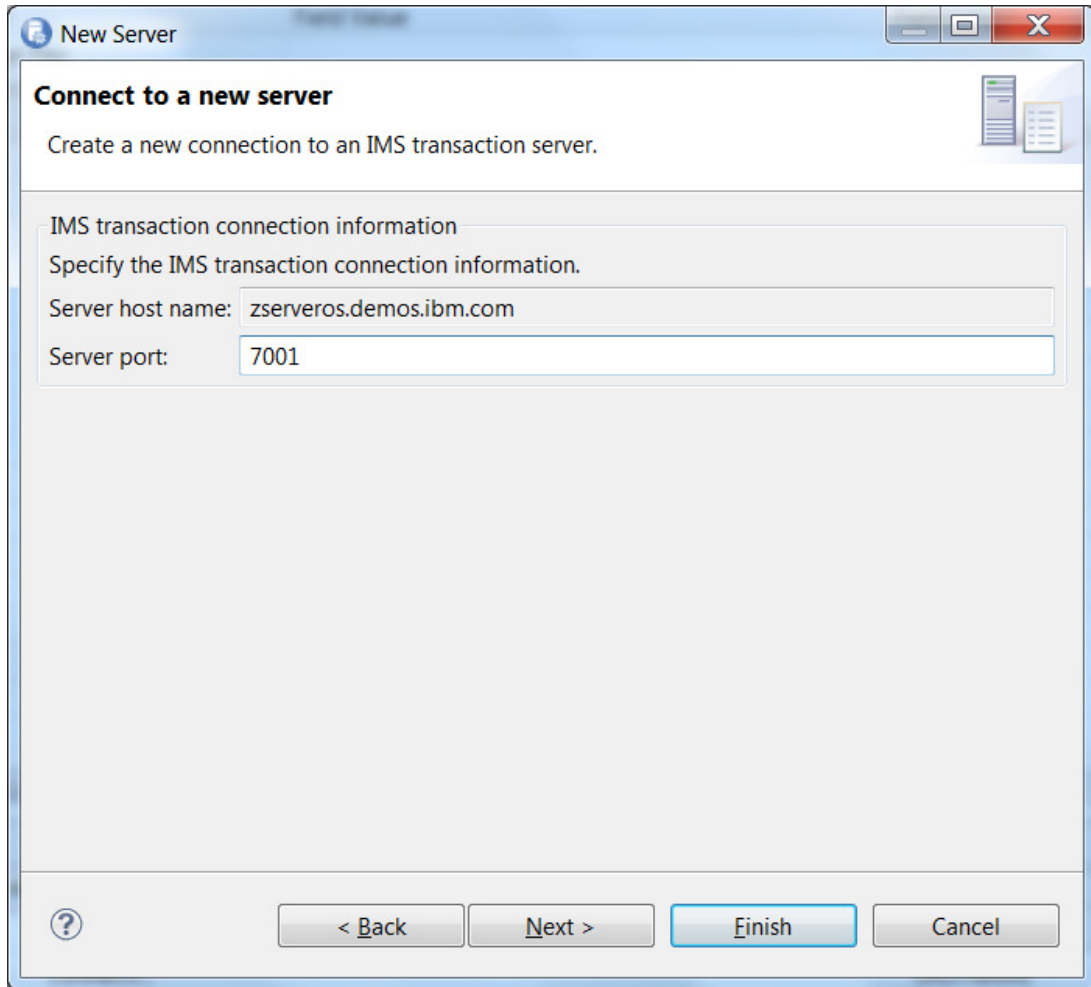 New Server
Connect to a new server
Create a new connection to an IMS transaction server.
IMS transaction connection information
Specify the IMS transaction connection information.
Server host name: zserveros.demos.ibm.com
Server port: 7001
< Back Next > Finish Cancel